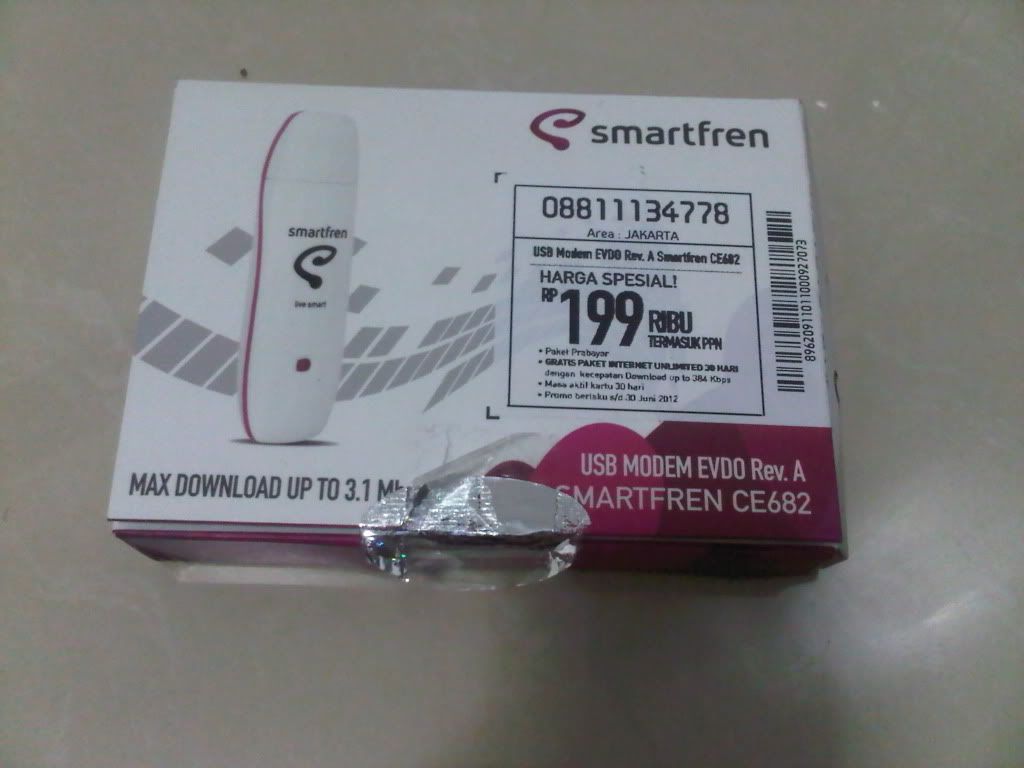 smartfren
smartfren
live smart
08811134778
Area : JAKARTA
USB Modem EVDO Rev. A Smartfren CE682
HARGA SPESIAL!
RP 199 RIBU
TERMASUK PPN
• Paket Prabayar
• GRATIS PAKET INTERNET UNLIMITED 30 HARI
dengan kecepatan Download up to 384 Kbps
• Masa aktif kartu 30 hari
• Promo berlaku s/d 30 Juni 2012
89620911011000927073
MAX DOWNLOAD UP TO 3.1
USB MODEM EVDO Rev. A
SMARTFREN CE682